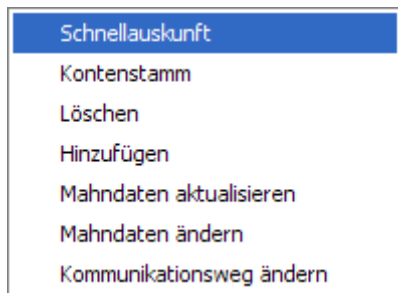 Schnellauskunft
Kontenstamm
Löschen
Hinzufügen
Mahndaten aktualisieren
Mahndaten ändern
Kommunikationsweg ändern